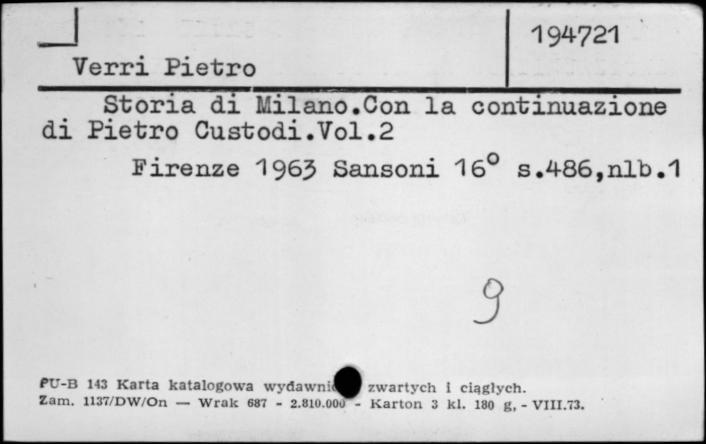 194721
Verri Pietro
Storia di Milano.Con la continuazione
di Pietro Custodi.Vol.2
Firenze 1963 Sansoni 16° s.486,nlb.1
9
PU-B 143 Karta katalogowa wydawni zwartych i ciągłych.
Zam. 1137/DW/On — Wrak 687 - 2.810.000 - Karton 3 kl. 180 g, - VIII.73.